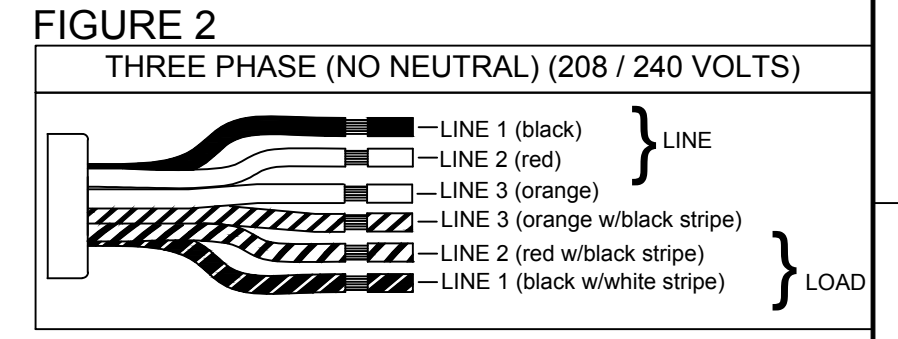 FIGURE 2
THREE PHASE (NO NEUTRAL) (208 / 240 VOLTS)
LINE 1 (black)
LINE 2 (red)
LINE
LINE 3 (orange)
LINE 3 (orange w/black stripe)
LINE 2 (red w/black stripe)
LINE 1 (black w/white stripe)
LOAD